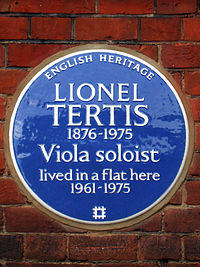 ENGLISH HERITAGE
LIONEL
TERTIS
1876-1975
Viola soloist
lived in a flat here
1961-1975